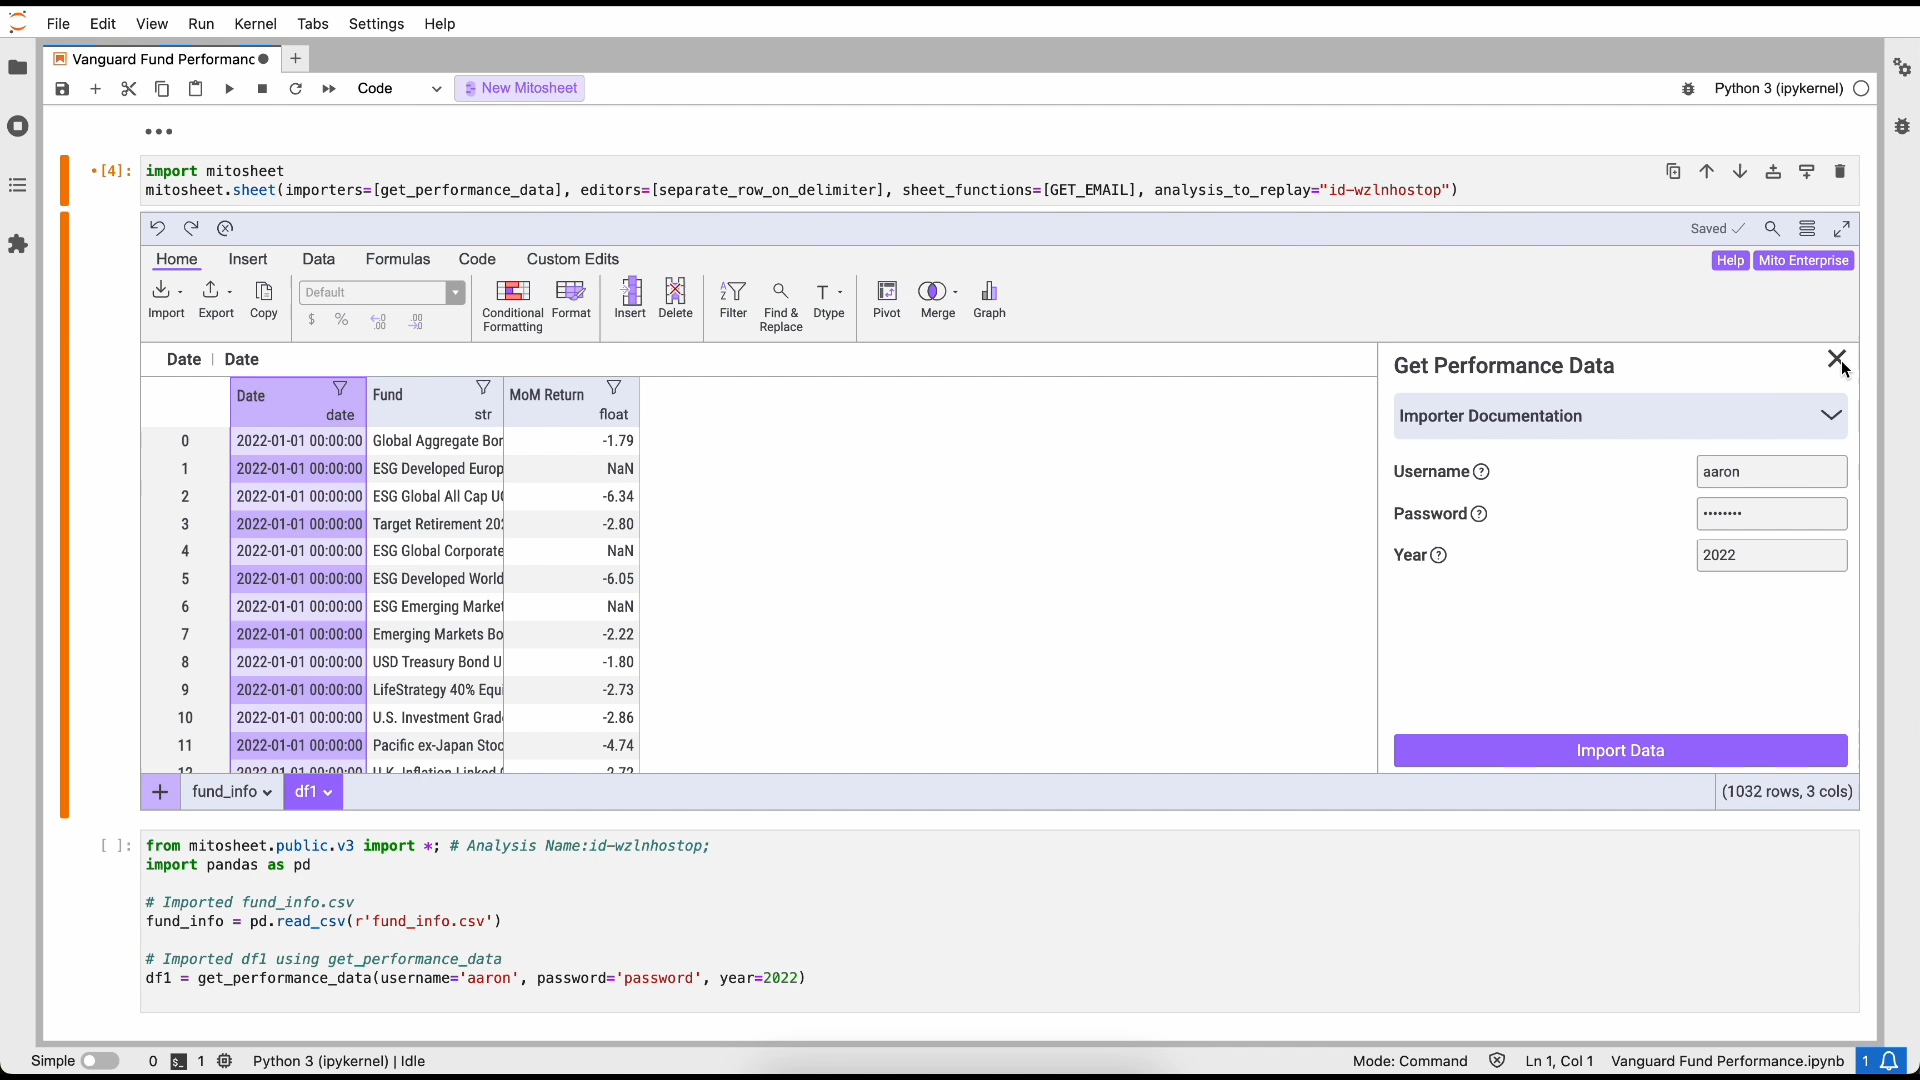 File Edit View Run Kernel Tabs Settings Help
Vanguard Fund Performanc
Code New Mitosheet Python 3 (ipykernel)
[4]: import mitosheet
mitosheet.sheet(importers=[get_performance_data], editors=[separate_row_on_delimiter], sheet_functions=[GET_EMAIL], analysis_to_replay="id-wzlnhostop")
Saved
Home Insert Data Formulas Code Custom Edits Help Mito Enterprise
Default
$ %
Import Export Copy Conditional Formatting Format Insert Delete Filter Find & Replace Dtype Pivot Merge Graph
Date | Date
Date date Fund str MoM Return float
0 2022-01-01 00:00:00 Global Aggregate Bor -1.79
1 2022-01-01 00:00:00 ESG Developed Europ NaN
2 2022-01-01 00:00:00 ESG Global All Cap UC -6.34
3 2022-01-01 00:00:00 Target Retirement 20 -2.80
4 2022-01-01 00:00:00 ESG Global Corporate NaN
5 2022-01-01 00:00:00 ESG Developed World -6.05
6 2022-01-01 00:00:00 ESG Emerging Market NaN
7 2022-01-01 00:00:00 Emerging Markets Bo -2.22
8 2022-01-01 00:00:00 USD Treasury Bond U -1.80
9 2022-01-01 00:00:00 LifeStrategy 40% Equi -2.73
10 2022-01-01 00:00:00 U.S. Investment Grad -2.86
11 2022-01-01 00:00:00 Pacific ex-Japan Stoc -4.74
Get Performance Data
Importer Documentation
Username aaron
Password ••••••••
Year 2022
Import Data
fund_info df1 (1032 rows, 3 cols)
[ ]: from mitosheet.public.v3 import *; # Analysis Name:id-wzlnhostop;
import pandas as pd
# Imported fund_info.csv
fund_info = pd.read_csv(r'fund_info.csv')
# Imported df1 using get_performance_data
df1 = get_performance_data(username='aaron', password='password', year=2022)
Simple 0 1 Python 3 (ipykernel) | Idle Mode: Command Ln 1, Col 1 Vanguard Fund Performance.ipynb 1